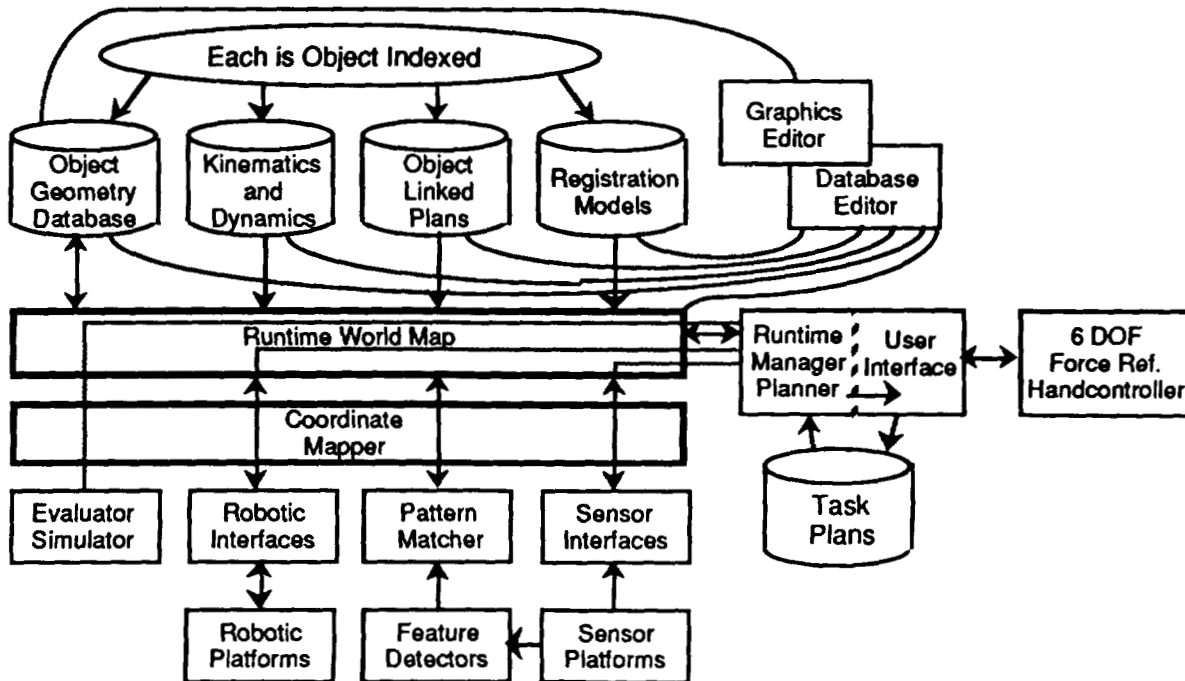 Each is Object Indexed
Graphics
Editor
Object
Geometry
Database
Kinematics
and
Dynamics
Object
Linked
Plans
Registration
Models
Database
Editor
Runtime World Map
Runtime
Manager
Planner
User
Interface
6 DOF
Force Ref.
Handcontroller
Coordinate
Mapper
Evaluator
Simulator
Robotic
Interfaces
Pattern
Matcher
Sensor
Interfaces
Task
Plans
Robotic
Platforms
Feature
Detectors
Sensor
Platforms